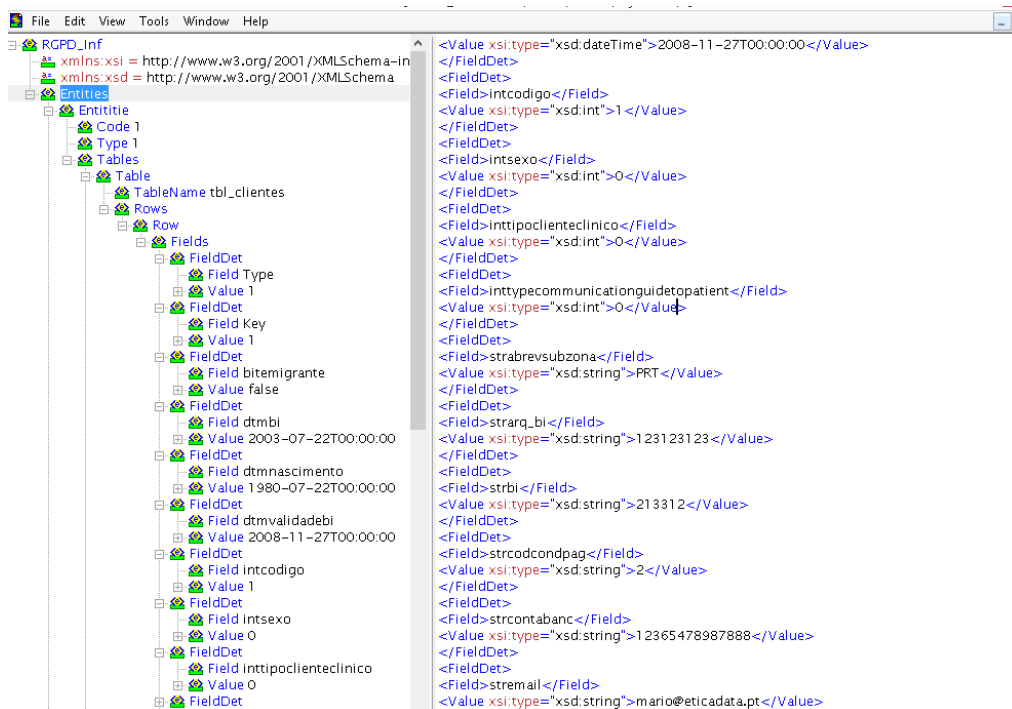 File Edit View Tools Window Help
RGPD_Inf
xmlns:xsi = http://www.w3.org/2001/XMLSchema-in
xmlns:xsd = http://www.w3.org/2001/XMLSchema
Entities
Entititie
Code 1
Type 1
Tables
Table
TableName tbl_clientes
Rows
Row
Fields
FieldDet
Field Type
Value 1
FieldDet
Field Key
Value 1
FieldDet
Field bitemigrante
Value false
FieldDet
Field dtmbi
Value 2003-07-22T00:00:00
FieldDet
Field dtmnascimento
Value 1980-07-22T00:00:00
FieldDet
Field dtmvalidadebi
Value 2008-11-27T00:00:00
FieldDet
Field intcodigo
Value 1
FieldDet
Field intsexo
Value 0
FieldDet
Field inttipoclienteclinico
Value 0
FieldDet
<Value xsi:type="xsd:dateTime">2008-11-27T00:00:00</Value>
</FieldDet>
<FieldDet>
<Field>intcodigo</Field>
<Value xsi:type="xsd:int">1</Value>
</FieldDet>
<FieldDet>
<Field>intsexo</Field>
<Value xsi:type="xsd:int">0</Value>
</FieldDet>
<FieldDet>
<Field>inttipoclienteclinico</Field>
<Value xsi:type="xsd:int">0</Value>
</FieldDet>
<FieldDet>
<Field>inttypecommunicationguidetopatient</Field>
<Value xsi:type="xsd:int">0</Value>
</FieldDet>
<FieldDet>
<Field>strabrevsubzona</Field>
<Value xsi:type="xsd:string">PRT</Value>
</FieldDet>
<FieldDet>
<Field>strarq_bi</Field>
<Value xsi:type="xsd:string">123123123</Value>
</FieldDet>
<FieldDet>
<Field>strbi</Field>
<Value xsi:type="xsd:string">213312</Value>
</FieldDet>
<FieldDet>
<Field>strcodcondpag</Field>
<Value xsi:type="xsd:string">2</Value>
</FieldDet>
<FieldDet>
<Field>strcontabanc</Field>
<Value xsi:type="xsd:string">12365478987888</Value>
</FieldDet>
<FieldDet>
<Field>stremail</Field>
<Value xsi:type="xsd:string">mario@eticadata.pt</Value>